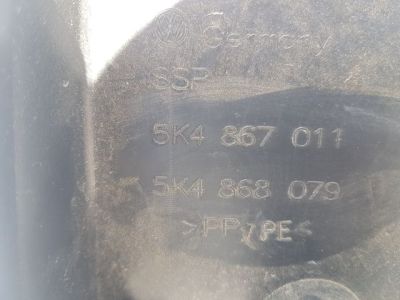 Germany
SSP
5K4 867 011
5K4 868 079
>PP/PE<